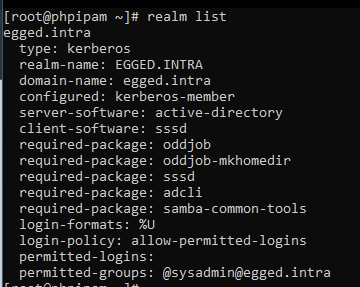 [root@phpipam ~]# realm list
egged.intra
  type: kerberos
  realm-name: EGGED.INTRA
  domain-name: egged.intra
  configured: kerberos-member
  server-software: active-directory
  client-software: sssd
  required-package: oddjob
  required-package: oddjob-mkhomedir
  required-package: sssd
  required-package: adcli
  required-package: samba-common-tools
  login-formats: %U
  login-policy: allow-permitted-logins
  permitted-logins:
  permitted-groups: @sysadmin@egged.intra